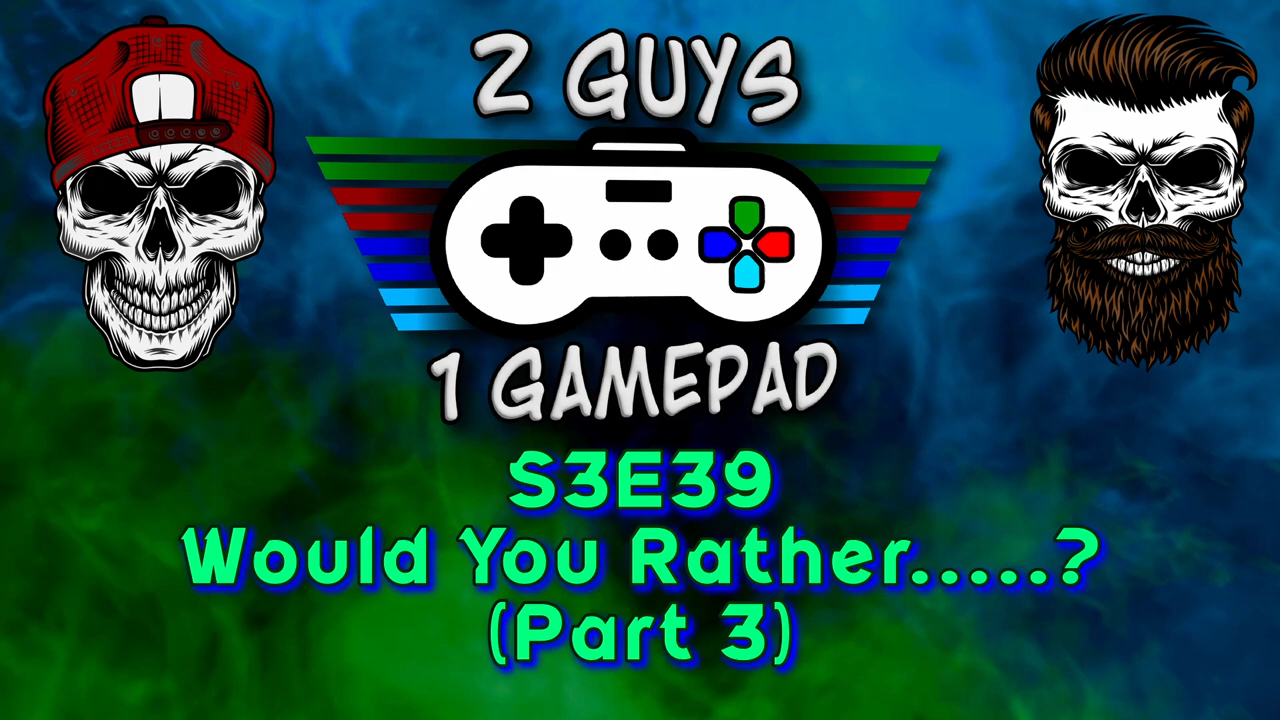 2 GUYS
1 GAMEPAD
S3E39
Would You Rather.....?
(Part 3)